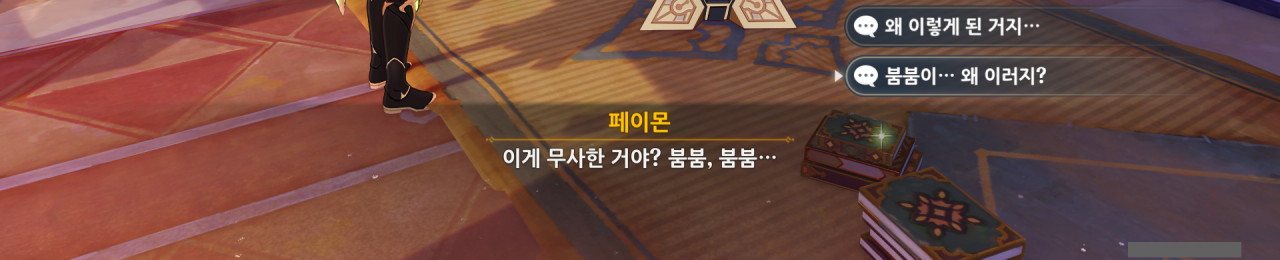 왜 이렇게 된 거지…
붐붐이… 왜 이러지?
페이몬
이게 무사한 거야? 붐붐, 붐붐…